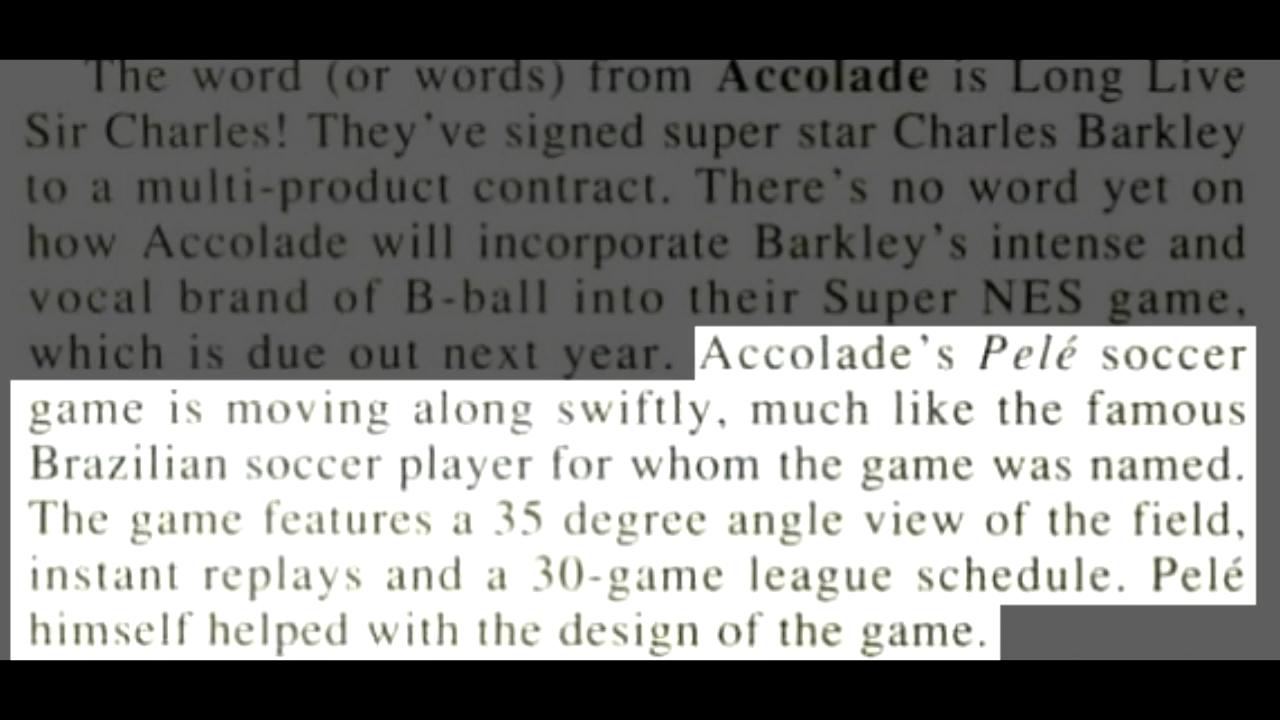 The word (or words) from Accolade is Long Live
Sir Charles! They've signed super star Charles Barkley
to a multi-product contract. There's no word yet on
how Accolade will incorporate Barkley's intense and
vocal brand of B-ball into their Super NES game,
which is due out next year. Accolade's Pelé soccer
game is moving along swiftly, much like the famous
Brazilian soccer player for whom the game was named.
The game features a 35 degree angle view of the field,
instant replays and a 30-game league schedule. Pelé
himself helped with the design of the game.